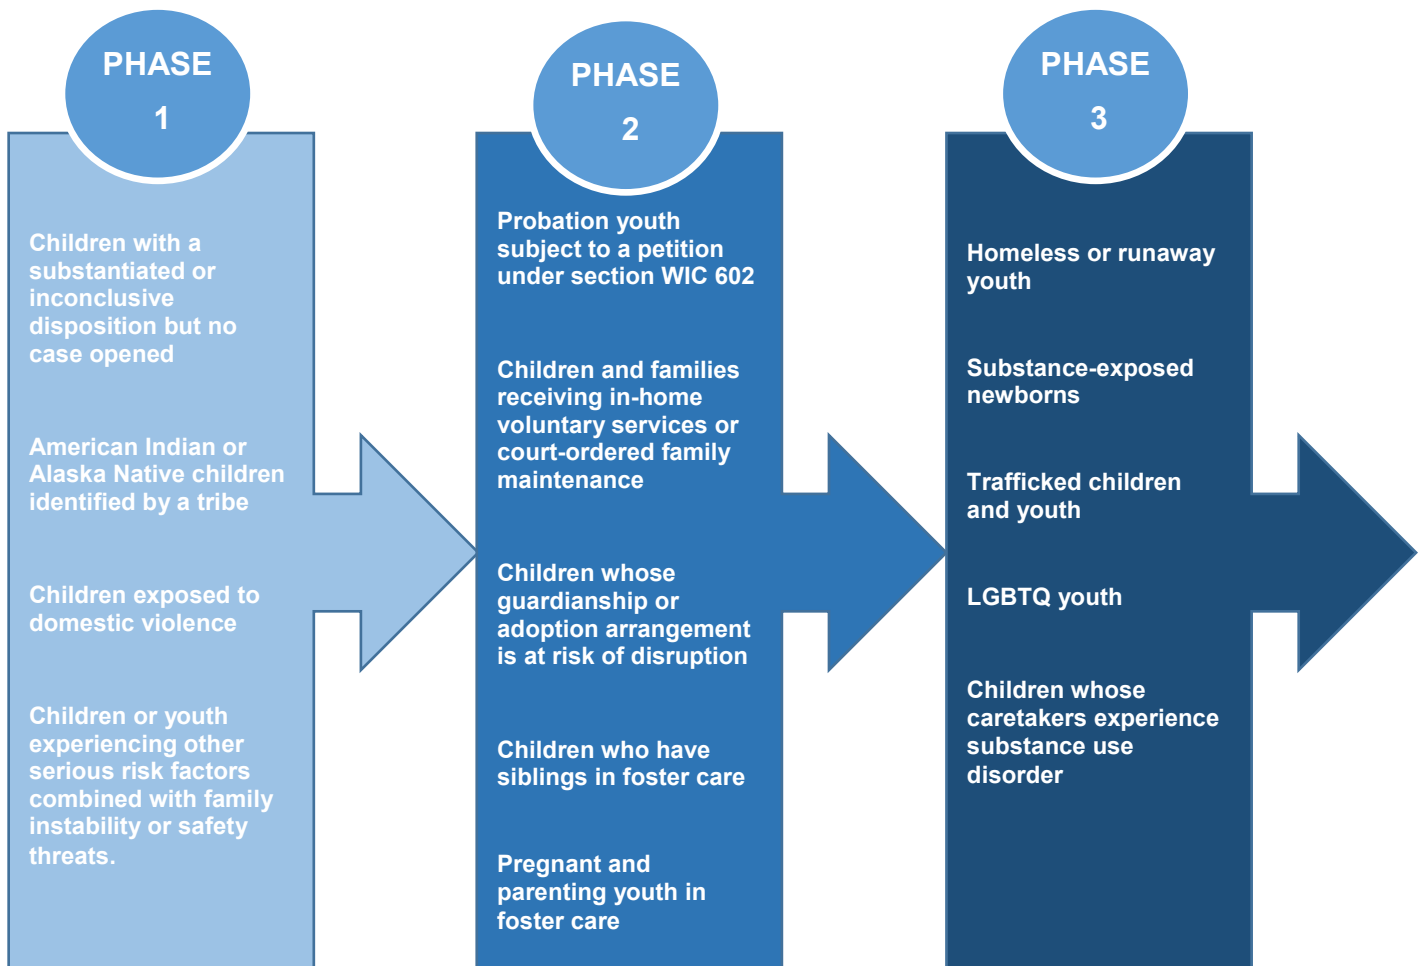 PHASE
1
Children with a
substantiated or
inconclusive
disposition but no
case opened
American Indian or
Alaska Native children
identified by a tribe
Children exposed to
domestic violence
Children or youth
experiencing other
serious risk factors
combined with family
instability or safety
threats.
PHASE
2
Probation youth
subject to a petition
under section WIC 602
Children and families
receiving in-home
voluntary services or
court-ordered family
maintenance
Children whose
guardianship or
adoption arrangement
is at risk of disruption
Children who have
siblings in foster care
Pregnant and
parenting youth in
foster care
PHASE
3
Homeless or runaway
youth
Substance-exposed
newborns
Trafficked children
and youth
LGBTQ youth
Children whose
caretakers experience
substance use
disorder